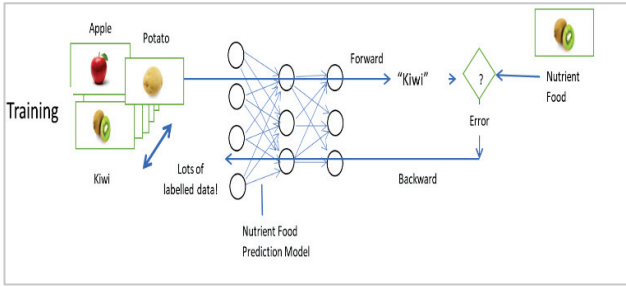 Apple
Potato
Training
Kiwi
Lots of
labelled data!
Nutrient Food
Prediction Model
Forward
“Kiwi”
?
Nutrient
Food
Error
Backward